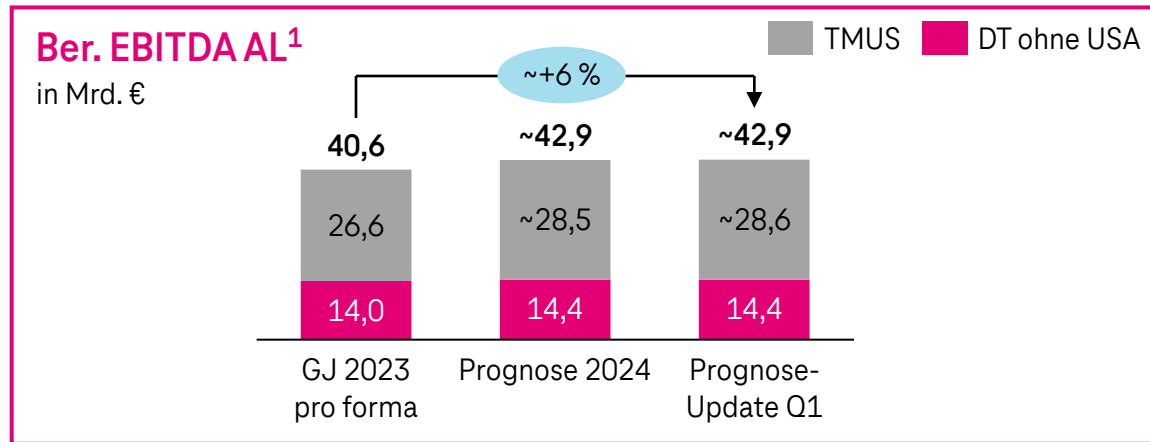 Ber. EBITDA AL1
in Mrd. €
TMUS
DT ohne USA
~+6 %
40,6
~42,9
~42,9
26,6
~28,5
~28,6
14,0
14,4
14,4
GJ 2023
pro forma
Prognose 2024
Prognose-
Update Q1